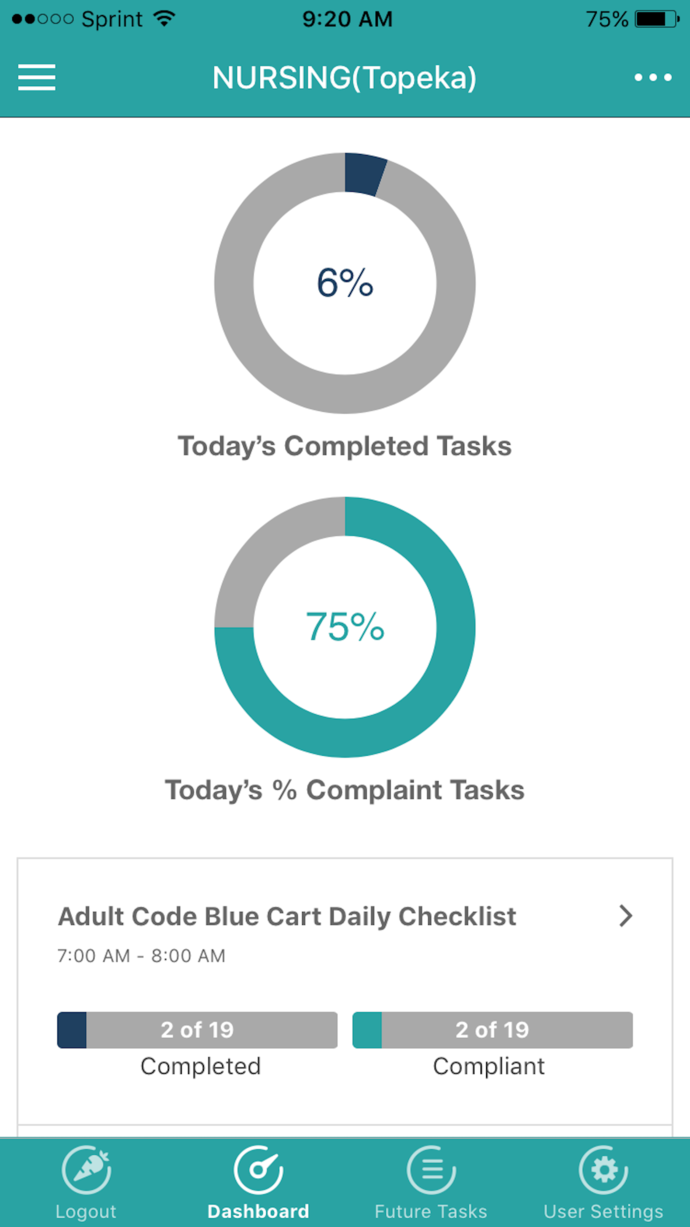 Sprint 9:20 AM 75%
NURSING(Topeka)
6%
Today's Completed Tasks
75%
Today's % Complaint Tasks
Adult Code Blue Cart Daily Checklist
7:00 AM - 8:00 AM
2 of 19 2 of 19
Completed Compliant
Logout Dashboard Future Tasks User Settings